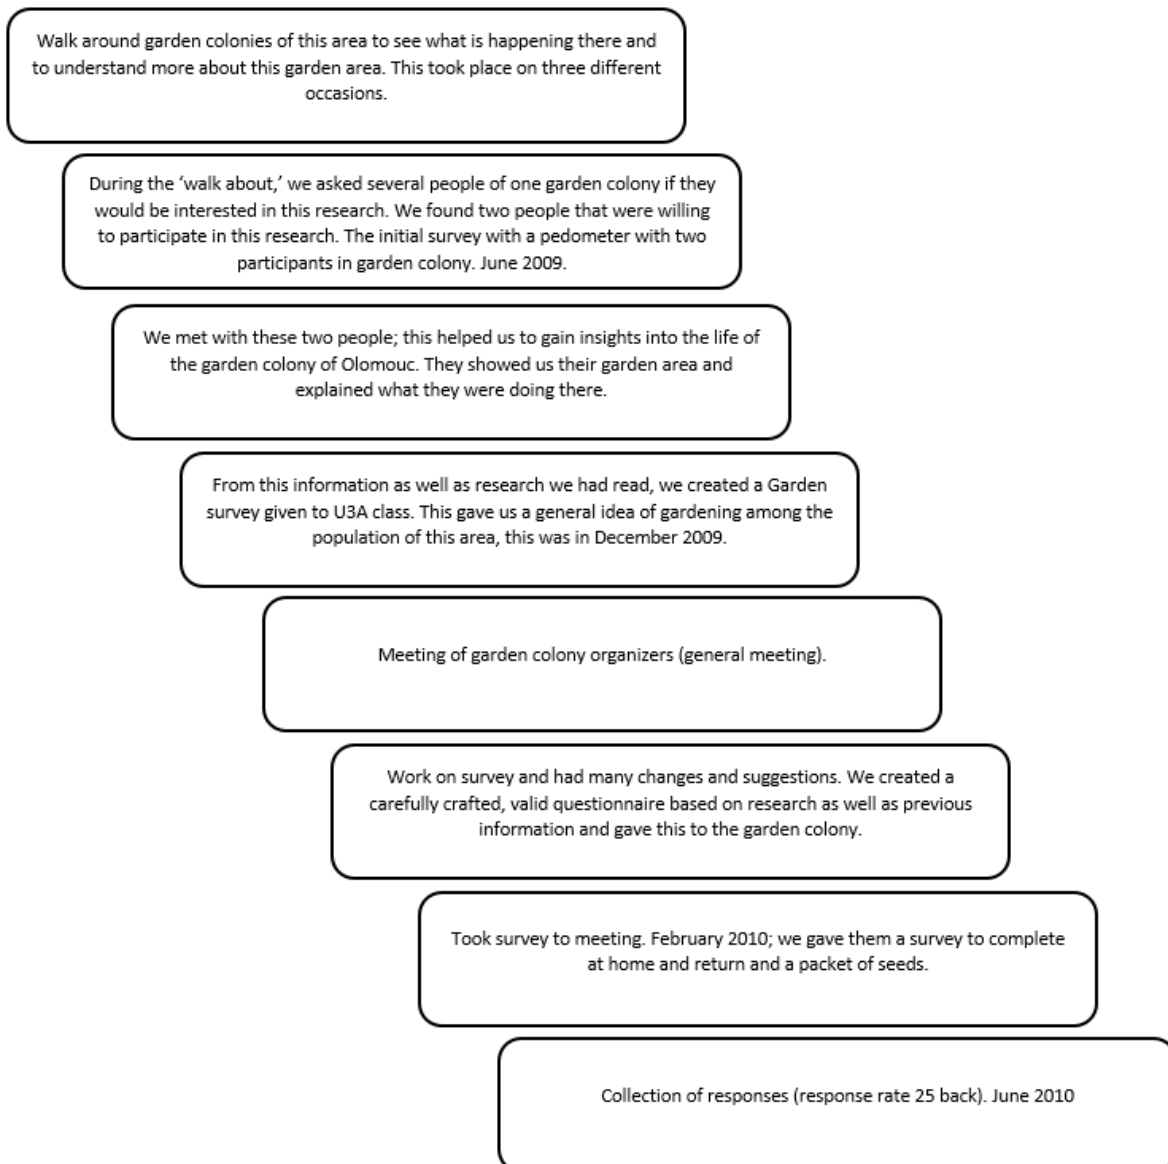 Walk around garden colonies of this area to see what is happening there and
to understand more about this garden area. This took place on three different
occasions.
During the ‘walk about,’ we asked several people of one garden colony if they
would be interested in this research. We found two people that were willing
to participate in this research. The initial survey with a pedometer with two
participants in garden colony. June 2009.
We met with these two people; this helped us to gain insights into the life of
the garden colony of Olomouc. They showed us their garden area and
explained what they were doing there.
From this information as well as research we had read, we created a Garden
survey given to U3A class. This gave us a general idea of gardening among the
population of this area, this was in December 2009.
Meeting of garden colony organizers (general meeting).
Work on survey and had many changes and suggestions. We created a
carefully crafted, valid questionnaire based on research as well as previous
information and gave this to the garden colony.
Took survey to meeting. February 2010; we gave them a survey to complete
at home and return and a packet of seeds.
Collection of responses (response rate 25 back). June 2010